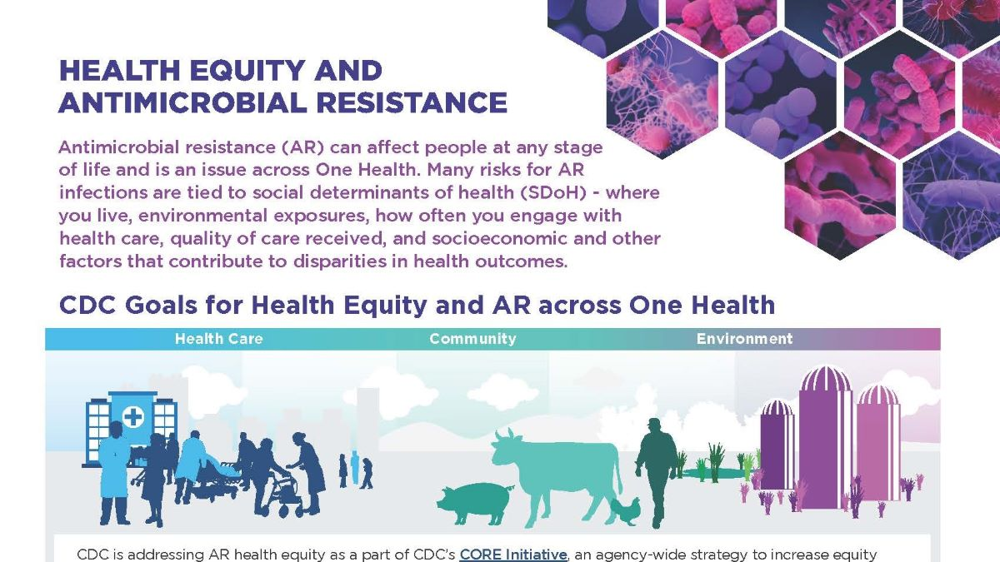 HEALTH EQUITY AND
ANTIMICROBIAL RESISTANCE
Antimicrobial resistance (AR) can affect people at any stage
of life and is an issue across One Health. Many risks for AR
infections are tied to social determinants of health (SDoH) - where
you live, environmental exposures, how often you engage with
health care, quality of care received, and socioeconomic and other
factors that contribute to disparities in health outcomes.
CDC Goals for Health Equity and AR across One Health
Health Care Community Environment
CDC is addressing AR health equity as a part of CDC's CORE Initiative, an agency-wide strategy to increase equity